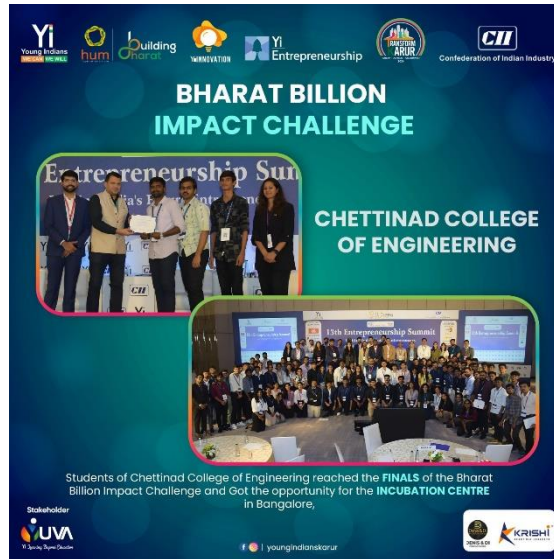 Yi
Young Indians
WE CAN WE WILL
hum
building
bharat
YiINNOVATION
Yi
Entrepreneurship
TRANSFORM
KARUR
CII
Confederation of Indian Industry
BHARAT BILLION
IMPACT CHALLENGE
Entrepreneurship Sum
CII
CHETTINAD COLLEGE
OF ENGINEERING
15th Entrepreneurship Summit
Students of Chettinad College of Engineering reached the FINALS of the Bharat
Billion Impact Challenge and Got the opportunity for the INCUBATION CENTRE
in Bangalore,
Stakeholder
YUVA
youngindianskarur
KRISHI